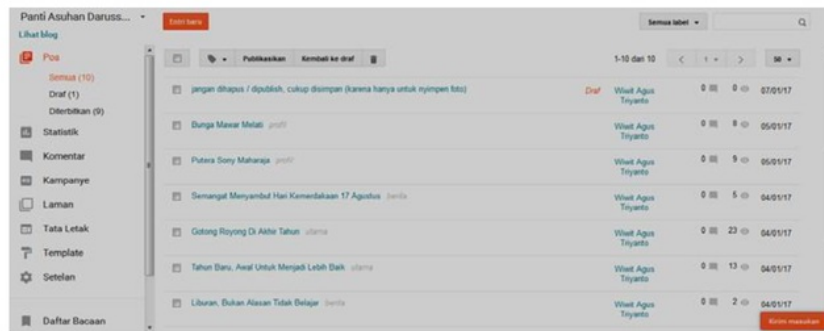 Panti Asuhan Daruss...
Entri baru
Semua label
Lihat blog
Pos
Semua (10)
Draf (1)
Diterbitkan (9)
Statistik
Komentar
Kampanye
Laman
Tata Letak
Template
Setelan
Daftar Bacaan
Publikasikan Kembali ke draf
1-10 dari 10
1
50
jangan dihapus / dipublish, cukup disimpan (karena hanya untuk nyimpen foto) Draf Wiwit Agus Triyanto 0 0 07/01/17
Bunga Mawar Melati profil Wiwit Agus Triyanto 0 8 05/01/17
Putera Sony Maharaja profil Wiwit Agus Triyanto 0 9 05/01/17
Semangat Menyambut Hari Kemerdekaan 17 Agustus berita Wiwit Agus Triyanto 0 5 04/01/17
Gotong Royong Di Akhir Tahun utama Wiwit Agus Triyanto 0 23 04/01/17
Tahun Baru, Awal Untuk Menjadi Lebih Baik utama Wiwit Agus Triyanto 0 13 04/01/17
Liburan, Bukan Alasan Tidak Belajar berita Wiwit Agus Triyanto 0 2 04/01/17
Kirim masukan